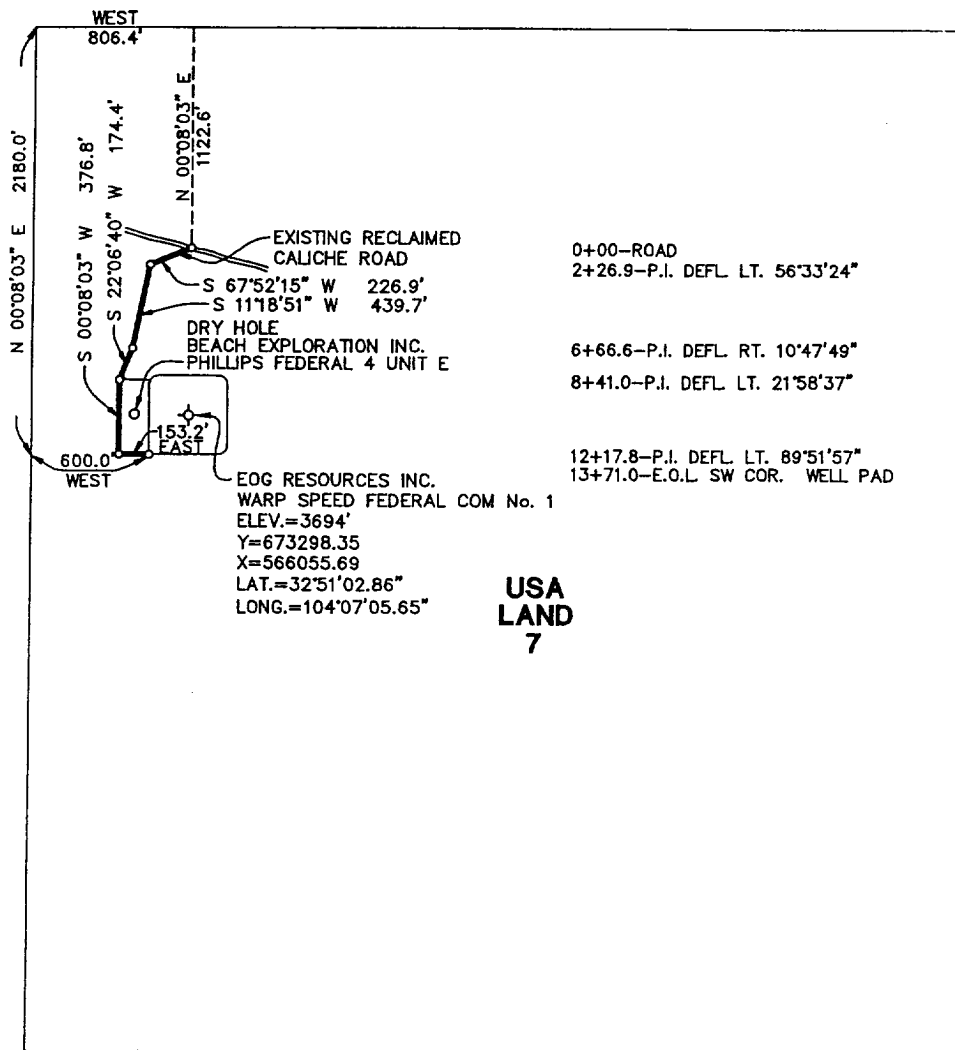 WEST
806.4'
N 00°08'03" E 2180.0'
S 00°08'03" W 376.8'
S 22°06'40" W 174.4'
N 00°08'03" E
1122.6'
EXISTING RECLAIMED
CALICHE ROAD
S 67°52'15" W 226.9'
S 11°18'51" W 439.7'
DRY HOLE
BEACH EXPLORATION INC.
PHILLIPS FEDERAL 4 UNIT E
153.2'
EAST
600.0'
WEST
EOG RESOURCES INC.
WARP SPEED FEDERAL COM No. 1
ELEV.=3694'
Y=673298.35
X=566055.69
LAT.=32°51'02.86"
LONG.=104°07'05.65"
USA
LAND
7
0+00-ROAD
2+26.9-P.I. DEFL. LT. 56°33'24"
6+66.6-P.I. DEFL. RT. 10°47'49"
8+41.0-P.I. DEFL. LT. 21°58'37"
12+17.8-P.I. DEFL. LT. 89°51'57"
13+71.0-E.O.L. SW COR. WELL PAD